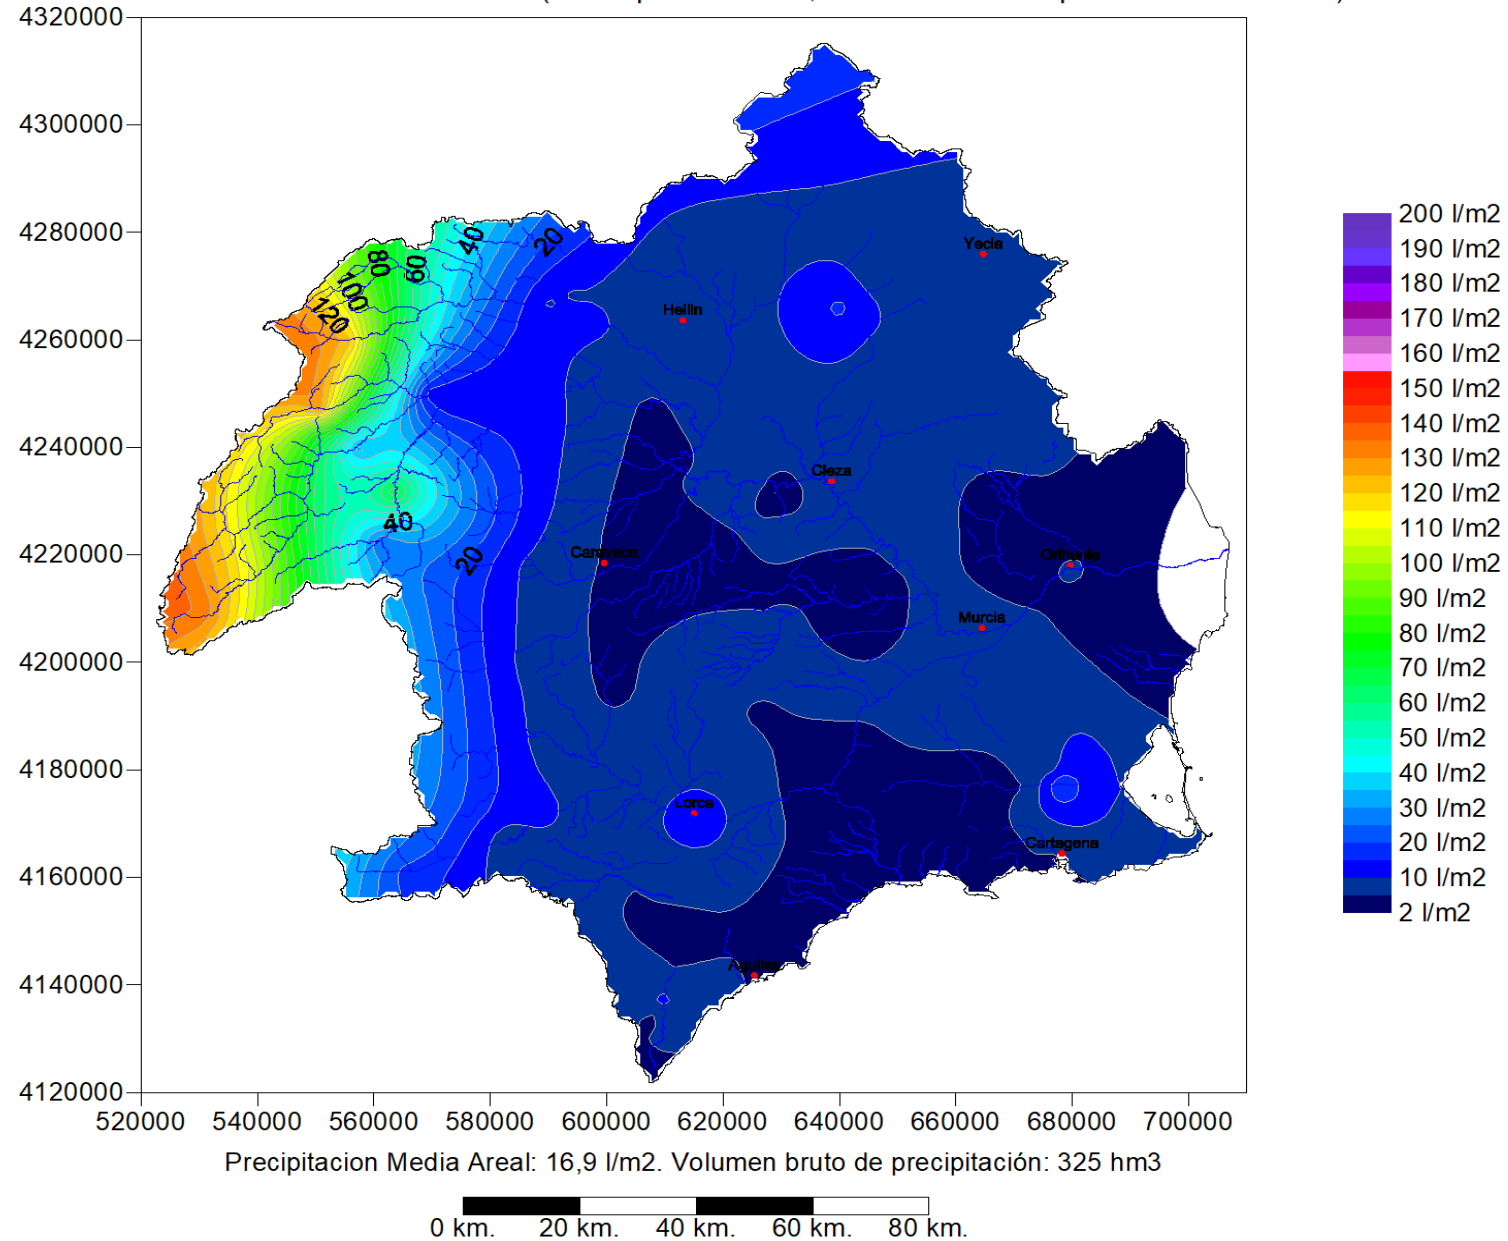 4320000
4300000
4280000
4260000
4240000
4220000
4200000
4180000
4160000
4140000
4120000
520000 540000 560000 580000 600000 620000 640000 660000 680000 700000
40
20
80
60
100
120
40
20
Yecla
Hellin
Cieza
Caravaca
Orihuela
Murcia
Lorca
Cartagena
Aguilas
200 l/m2
190 l/m2
180 l/m2
170 l/m2
160 l/m2
150 l/m2
140 l/m2
130 l/m2
120 l/m2
110 l/m2
100 l/m2
90 l/m2
80 l/m2
70 l/m2
60 l/m2
50 l/m2
40 l/m2
30 l/m2
20 l/m2
10 l/m2
2 l/m2
Precipitacion Media Areal: 16,9 l/m2. Volumen bruto de precipitación: 325 hm3
0 km. 20 km. 40 km. 60 km. 80 km.